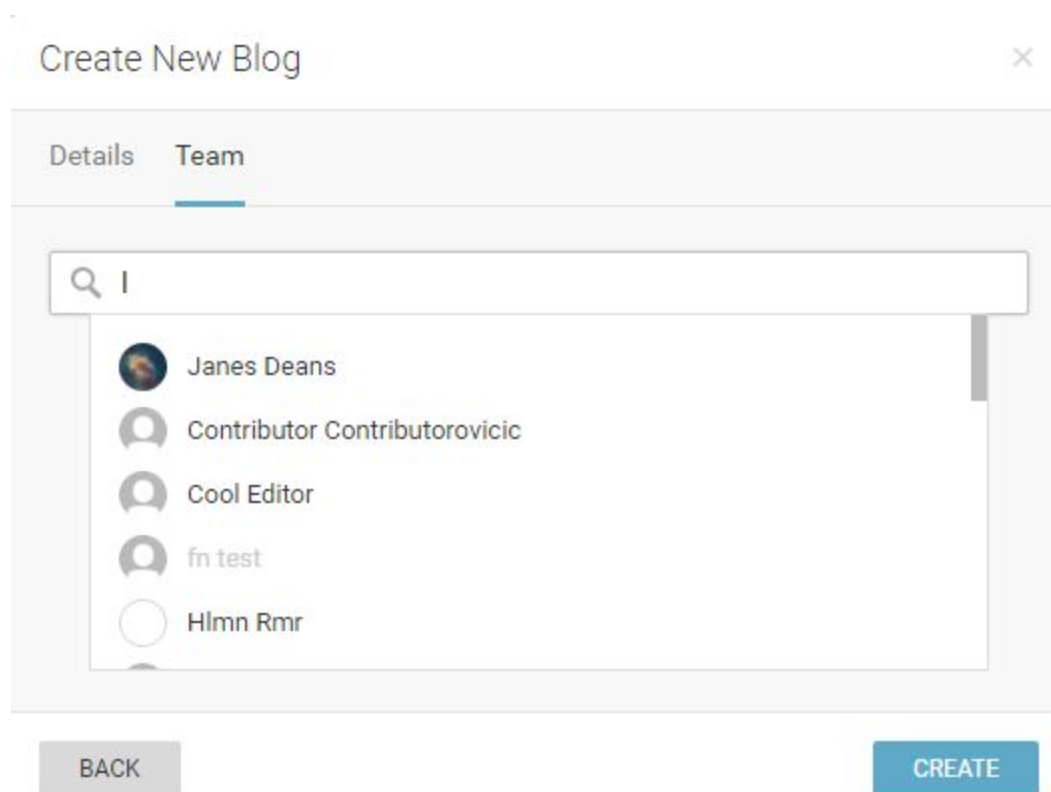 Create New Blog
Details Team
Janes Deans
Contributor Contributorovicic
Cool Editor
fn test
Hlmn Rmr
BACK CREATE